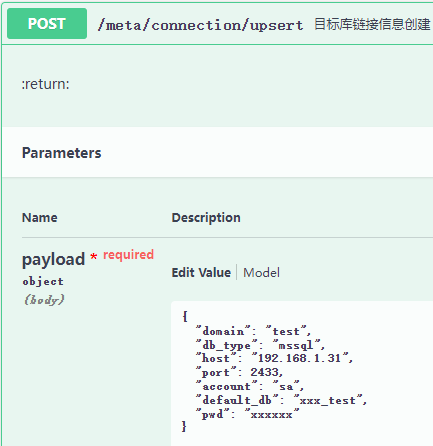 POST /meta/connection/upsert 目标库链接信息创建
:return:
Parameters
Name Description
payload * required
object
(body)
Edit Value Model
{
"domain": "test",
"db_type": "mssql",
"host": "192.168.1.31",
"port": 2433,
"account": "sa",
"default_db": "xxx_test",
"pwd": "xxxxxx"
}